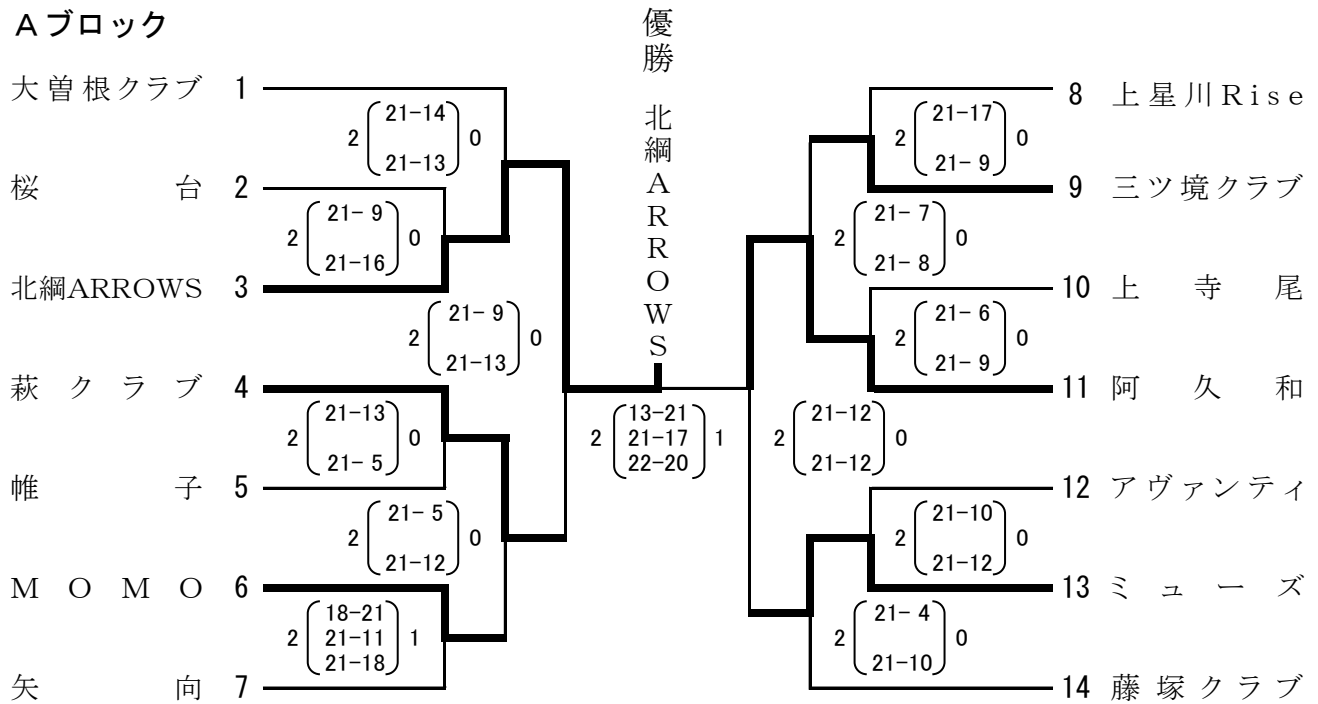 Aブロック
優勝 北綱ARROWS
大曽根クラブ 1
2 21-14 0
21-13
桜台 2
2 21-9 0
21-16
北綱ARROWS 3
2 21-9 0
21-13
萩クラブ 4
2 21-13 0
21-5
帷子 5
2 21-5 0
21-12
MOMO 6
18-21
2 21-11 1
21-18
矢向 7
13-21
2 21-17 1
22-20
8 上星川Rise
2 21-17 0
21-9
9 三ツ境クラブ
2 21-7 0
21-8
10 上寺尾
2 21-6 0
21-9
11 阿久和
2 21-12 0
21-12
12 アヴァンティ
2 21-10 0
21-12
13 ミューズ
2 21-4 0
21-10
14 藤塚クラブ